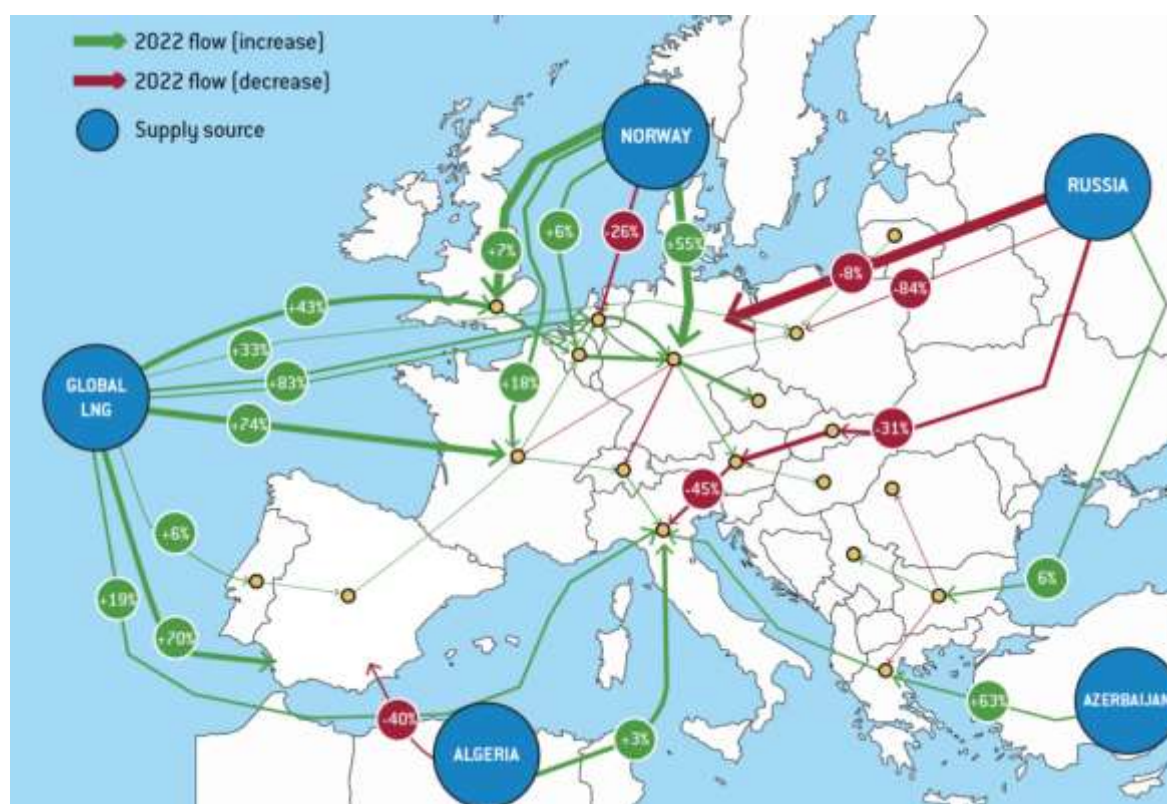 2022 flow (increase)
2022 flow (decrease)
Supply source
NORWAY
RUSSIA
+7%
+6%
-26%
+55%
-8%
-84%
+43%
+33%
+83%
+18%
GLOBAL
LNG
+74%
-31%
-45%
+6%
6%
+19%
+70%
-40%
ALGERIA
+3%
+63%
AZERBAIJAN